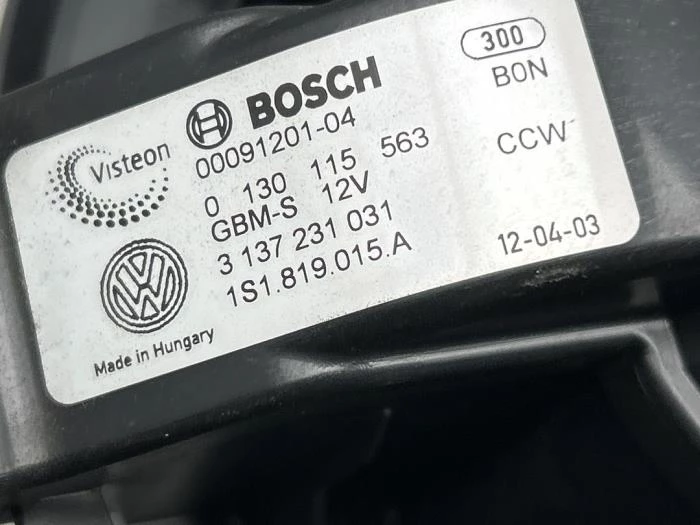 Visteon
BOSCH
00091201-04
0 130 115 563
GBM-S 12V
3 137 231 031
1S1.819.015.A
Made in Hungary
300
BON
CCW
12-04-03